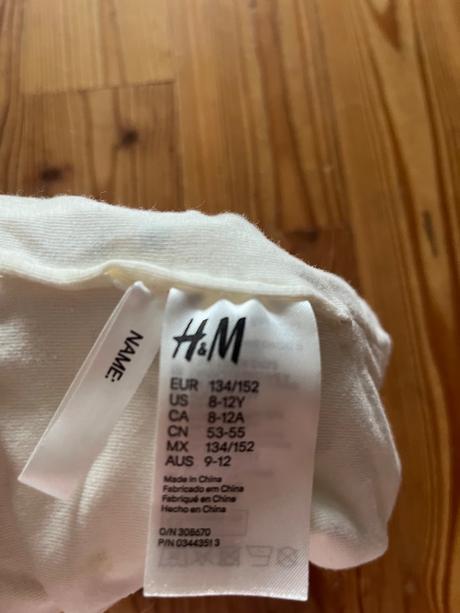 NAME:
H&M
EUR 134/152
US 8-12Y
CA 8-12A
CN 53-55
MX 134/152
AUS 9-12
Made in China
Fabricado em China
Fabriqué en China
Hecho en China
O/N 308670
P/N 0344351 3